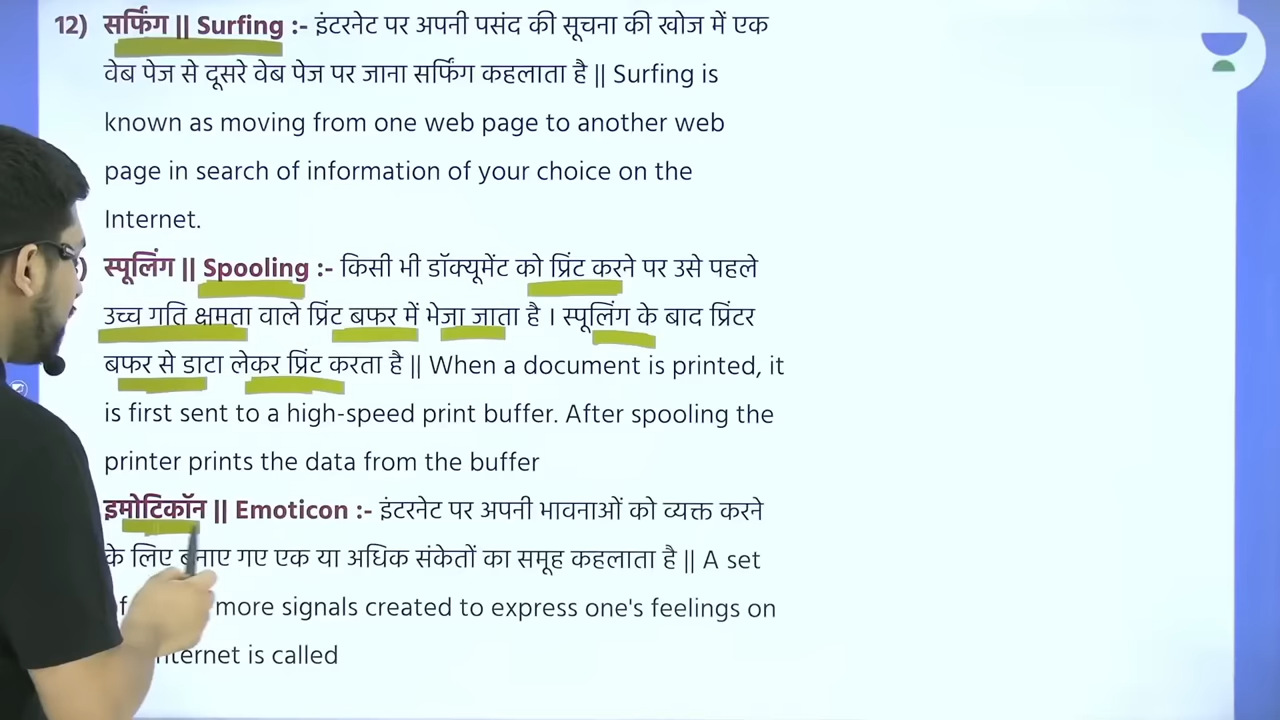 12) सर्फिंग || Surfing :- इंटरनेट पर अपनी पसंद की सूचना की खोज में एक
वेब पेज से दूसरे वेब पेज पर जाना सर्फिंग कहलाता है || Surfing is
known as moving from one web page to another web
page in search of information of your choice on the
Internet.
) स्पूलिंग || Spooling :- किसी भी डॉक्यूमेंट को प्रिंट करने पर उसे पहले
उच्च गति क्षमता वाले प्रिंट बफर में भेजा जाता है । स्पूलिंग के बाद प्रिंटर
बफर से डाटा लेकर प्रिंट करता है || When a document is printed, it
is first sent to a high-speed print buffer. After spooling the
printer prints the data from the buffer
इमोटिकॉन || Emoticon :- इंटरनेट पर अपनी भावनाओं को व्यक्त करने
के लिए बनाए गए एक या अधिक संकेतों का समूह कहलाता है || A set
of more signals created to express one's feelings on
nternet is called